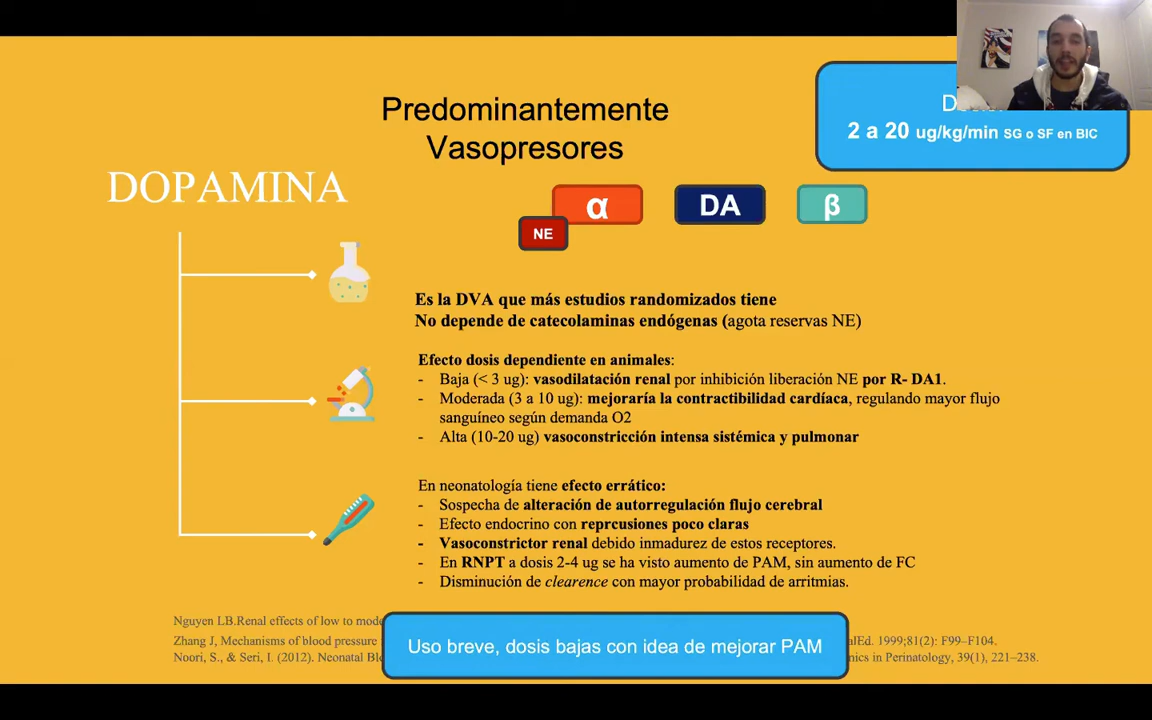 Predominantemente
Vasopresores
2 a 20 ug/kg/min SG o SF en BIC
DOPAMINA
α
DA
β
NE
Es la DVA que más estudios randomizados tiene
No depende de catecolaminas endógenas (agota reservas NE)
Efecto dosis dependiente en animales:
- Baja (< 3 ug): vasodilatación renal por inhibición liberación NE por R- DA1.
- Moderada (3 a 10 ug): mejoraría la contractibilidad cardíaca, regulando mayor flujo
sanguíneo según demanda O2
- Alta (10-20 ug) vasoconstricción intensa sistémica y pulmonar
En neonatología tiene efecto errático:
- Sospecha de alteración de autorregulación flujo cerebral
- Efecto endocrino con reprcusiones poco claras
- Vasoconstrictor renal debido inmadurez de estos receptores.
- En RNPT a dosis 2-4 ug se ha visto aumento de PAM, sin aumento de FC
- Disminución de clearence con mayor probabilidad de arritmias.
Nguyen LB.Renal effects of low to
Zhang J, Mechanisms of blood pressure 1999;81(2): F99–F104.
Noori, S., & Seri, I. (2012). Neonatal in Perinatology, 39(1), 221–238.
Uso breve, dosis bajas con idea de mejorar PAM